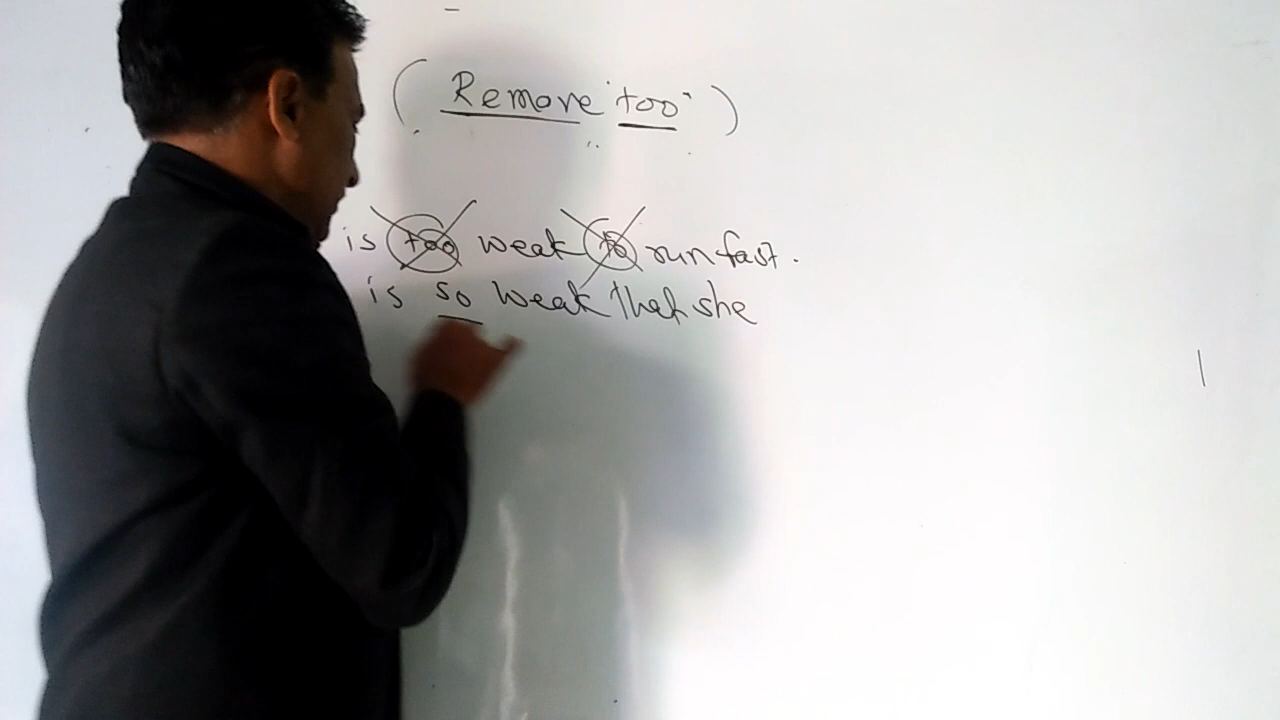 ( Remove "too" )
is too weak to run fast.
is so weak that she